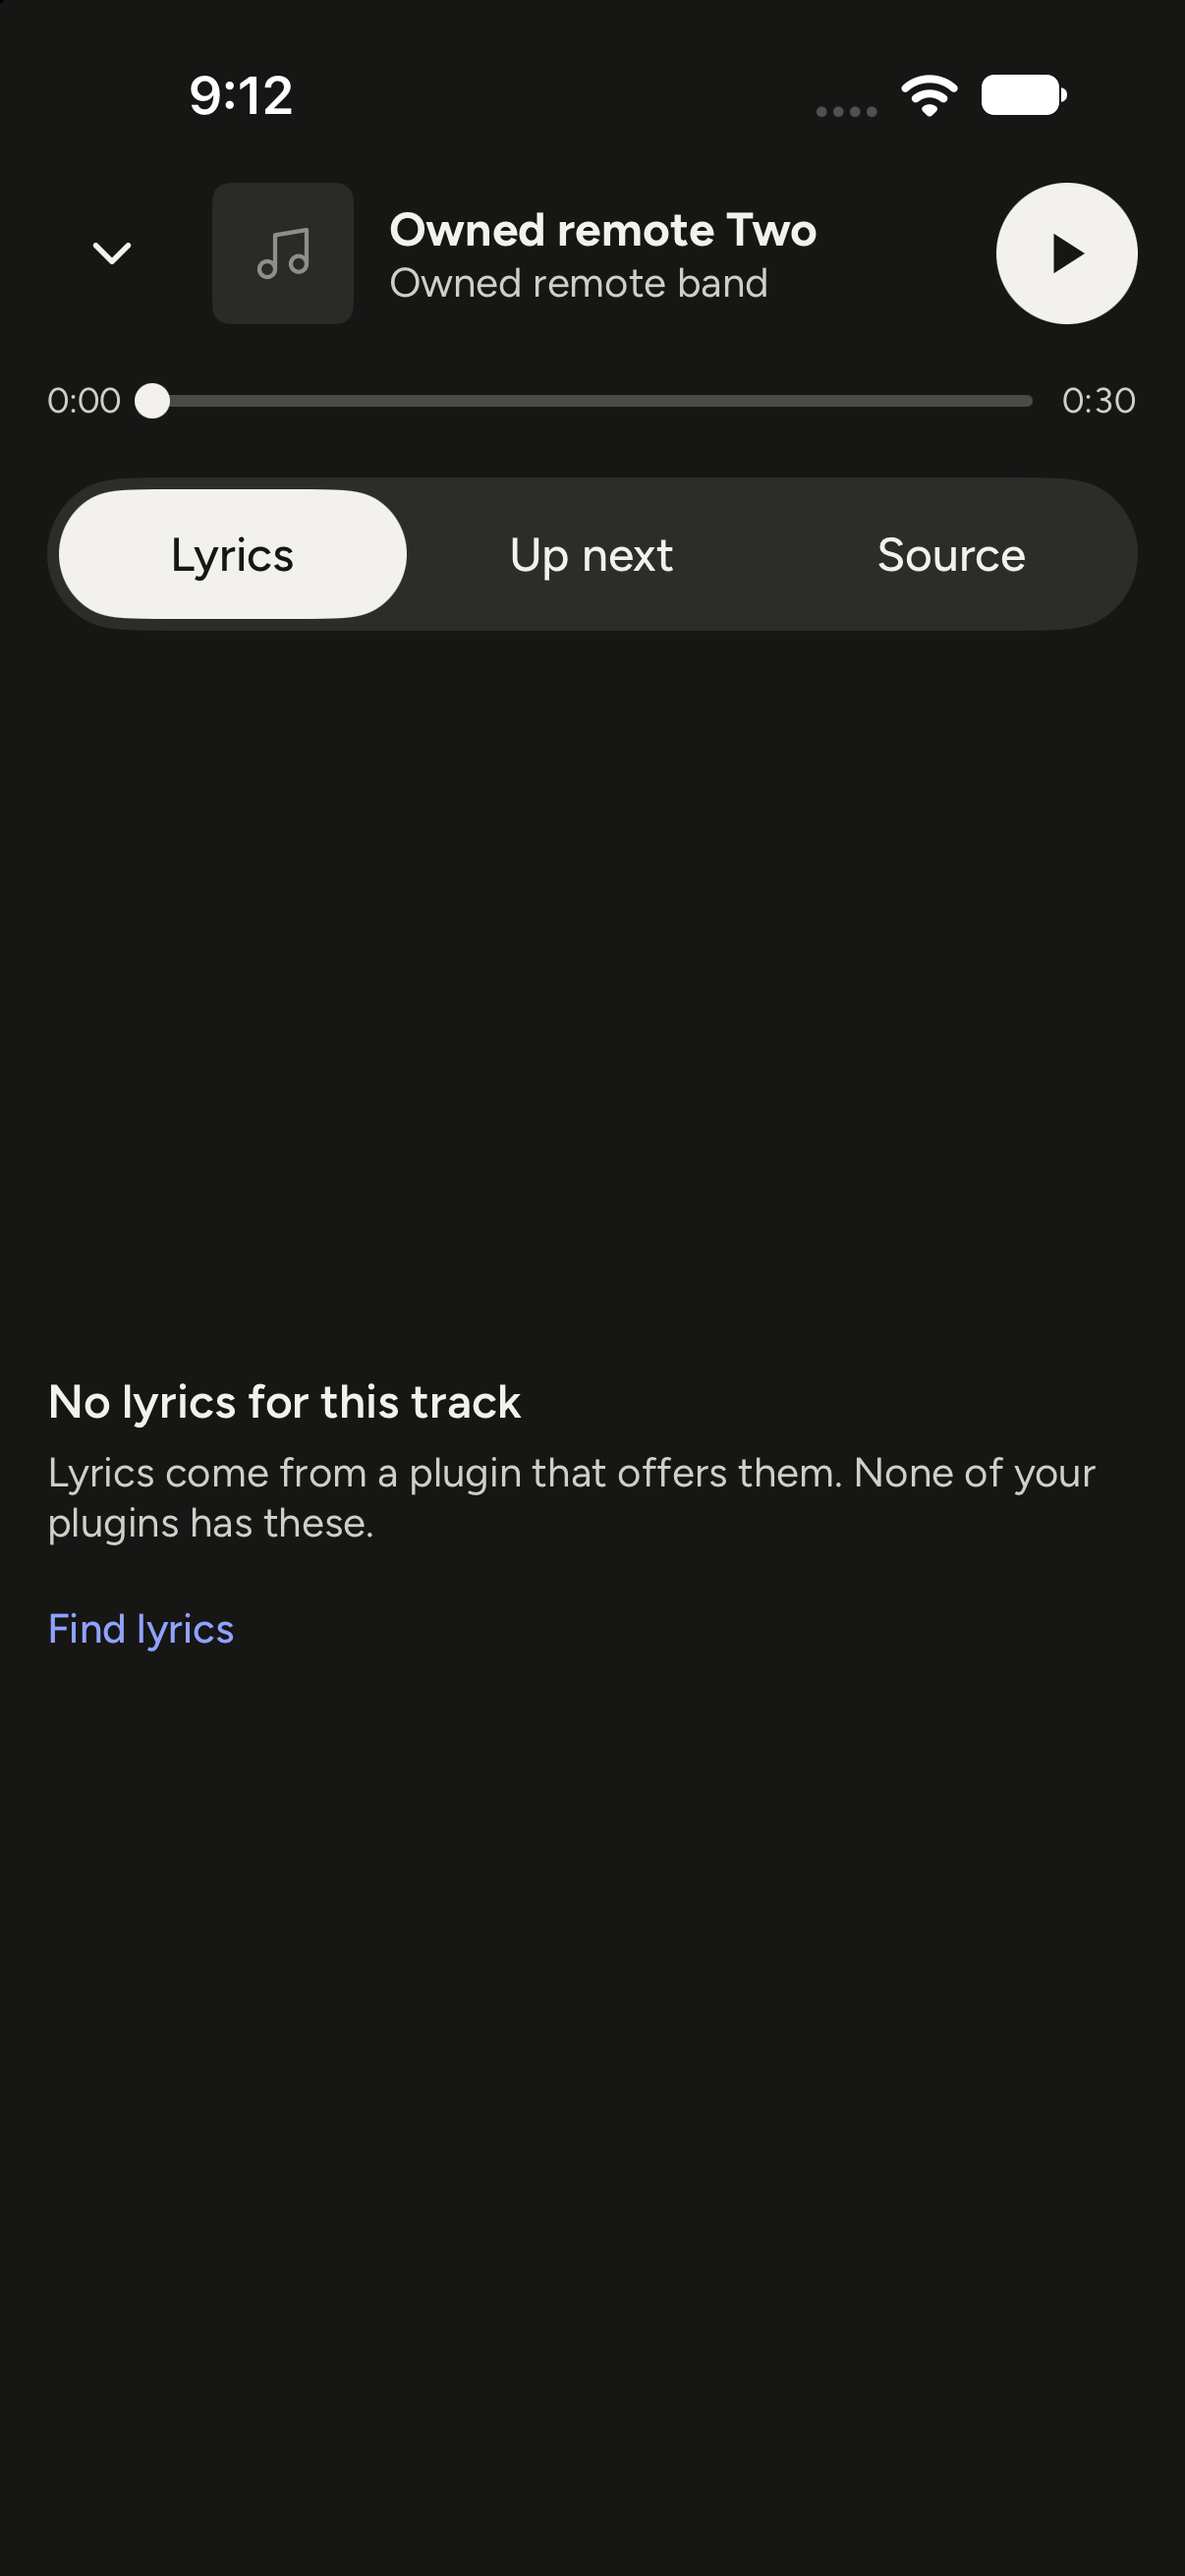 9:12
Owned remote Two
Owned remote band
0:00
0:30
Lyrics
Up next
Source
No lyrics for this track
Lyrics come from a plugin that offers them. None of your
plugins has these.
Find lyrics